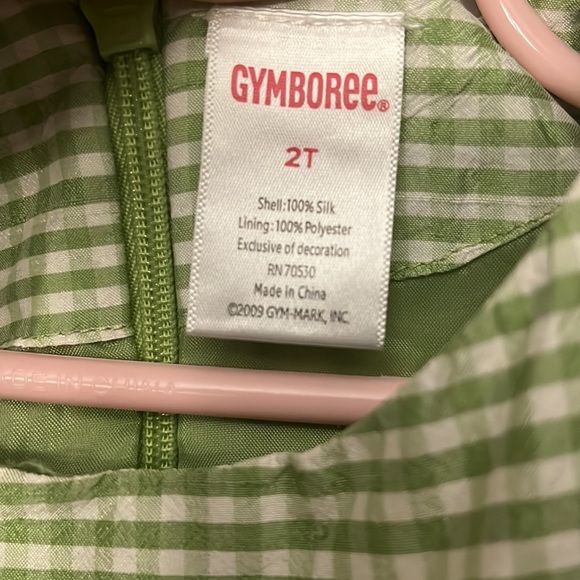 GYMBOREE®
2T
Shell:100% Silk
Lining:100% Polyester
Exclusive of decoration
RN 70530
Made in China
©2009 GYM-MARK, INC.